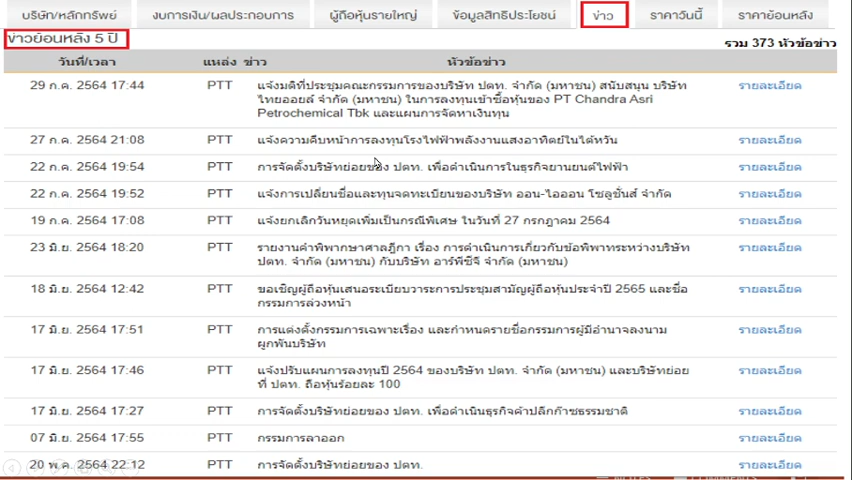 บริษัท/หลักทรัพย์ งบการเงิน/ผลประกอบการ ผู้ถือหุ้นรายใหญ่ ข้อมูลสิทธิประโยชน์ ข่าว ราคาวันนี้ ราคาย้อนหลัง
ข่าวย้อนหลัง 5 ปี
รวม 373 หัวข้อข่าว
วันที่/เวลา แหล่ง ข่าว หัวข้อข่าว
29 ก.ค. 2564 17:44 PTT แจ้งมติที่ประชุมคณะกรรมการของบริษัท ปตท. จำกัด (มหาชน) สนับสนุน บริษัท รายละเอียด
ไทยออยล์ จำกัด (มหาชน) ในการลงทุนเข้าซื้อหุ้นของ PT Chandra Asri
Petrochemical Tbk และแผนการจัดหาเงินทุน
27 ก.ค. 2564 21:08 PTT แจ้งความคืบหน้าการลงทุนโรงไฟฟ้าพลังงานแสงอาทิตย์ในไต้หวัน รายละเอียด
22 ก.ค. 2564 19:54 PTT การจัดตั้งบริษัทย่อยของ ปตท. เพื่อดำเนินการในธุรกิจยานยนต์ไฟฟ้า รายละเอียด
22 ก.ค. 2564 19:52 PTT แจ้งการเปลี่ยนชื่อและทุนจดทะเบียนของบริษัท ออน-ไอออน โซลูชั่นส์ จำกัด รายละเอียด
19 ก.ค. 2564 17:08 PTT แจ้งยกเลิกวันหยุดเพิ่มเป็นกรณีพิเศษ ในวันที่ 27 กรกฎาคม 2564 รายละเอียด
23 มิ.ย. 2564 18:20 PTT รายงานคำพิพากษาศาลฎีกา เรื่อง การดำเนินการเกี่ยวกับข้อพิพาทระหว่างบริษัท รายละเอียด
ปตท. จำกัด (มหาชน) กับบริษัท อาร์พีซีจี จำกัด (มหาชน)
18 มิ.ย. 2564 12:42 PTT ขอเชิญผู้ถือหุ้นเสนอระเบียบวาระการประชุมสามัญผู้ถือหุ้นประจำปี 2565 และชื่อ รายละเอียด
กรรมการล่วงหน้า
17 มิ.ย. 2564 17:51 PTT การแต่งตั้งกรรมการเฉพาะเรื่อง และกำหนดรายชื่อกรรมการผู้มีอำนาจลงนาม รายละเอียด
ผูกพันบริษัท
17 มิ.ย. 2564 17:46 PTT แจ้งปรับแผนการลงทุนปี 2564 ของบริษัท ปตท. จำกัด (มหาชน) และบริษัทย่อย รายละเอียด
ที่ ปตท. ถือหุ้นร้อยละ 100
17 มิ.ย. 2564 17:27 PTT การจัดตั้งบริษัทย่อยของ ปตท. เพื่อดำเนินธุรกิจค้าปลีกก๊าซธรรมชาติ รายละเอียด
07 มิ.ย. 2564 17:55 PTT กรรมการลาออก รายละเอียด
20 พ.ค. 2564 22:12 PTT การจัดตั้งบริษัทย่อยของ ปตท. รายละเอียด